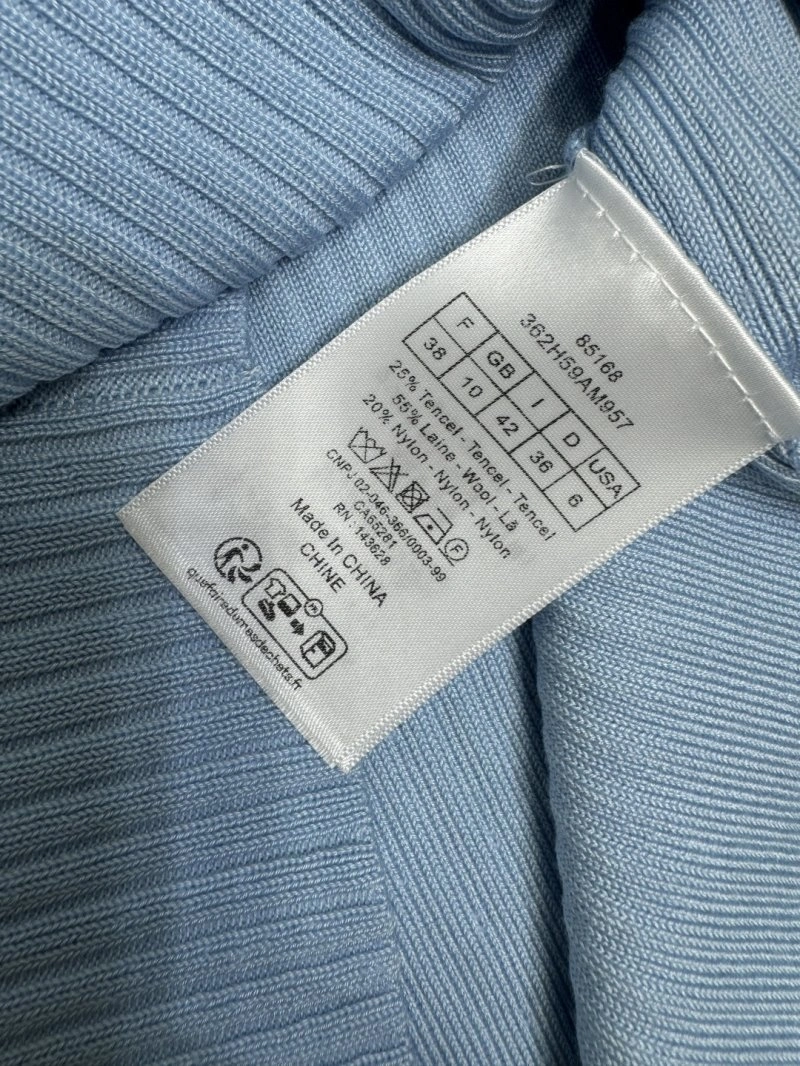 85168
362H59AM957
F GB I D USA
38 10 42 36 6
25% Tencel - Tencel - Tencel
55% Laine - Wool - Lã
20% Nylon - Nylon - Nylon
F
CNPJ 02-046-366/0003-99
CA65281
RN : 143628
Made In CHINA
CHINE
quefairedemesdechets.fr